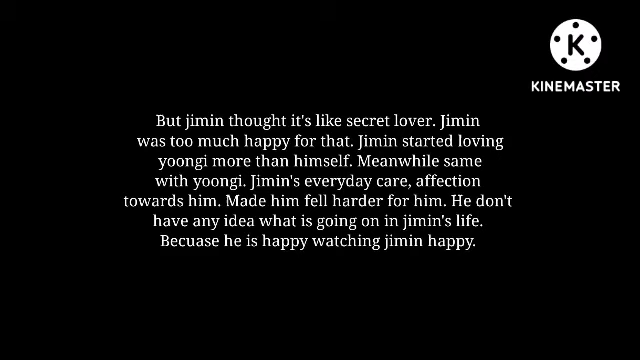 KINEMASTER
But jimin thought it's like secret lover. Jimin
was too much happy for that. Jimin started loving
yoongi more than himself. Meanwhile same
with yoongi. Jimin's everyday care, affection
towards him. Made him fell harder for him. He don't
have any idea what is going on in jimin's life.
Becuase he is happy watching jimin happy.